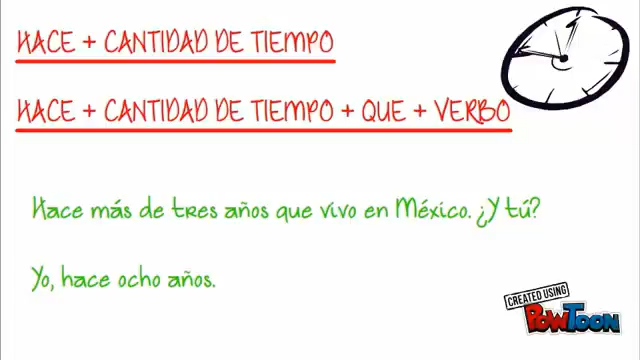 HACE + CANTIDAD DE TIEMPO
HACE + CANTIDAD DE TIEMPO + QUE + VERBO
Hace más de tres años que vivo en México. ¿Y tú?
Yo, hace ocho años.
CREATED USING
POWTOON